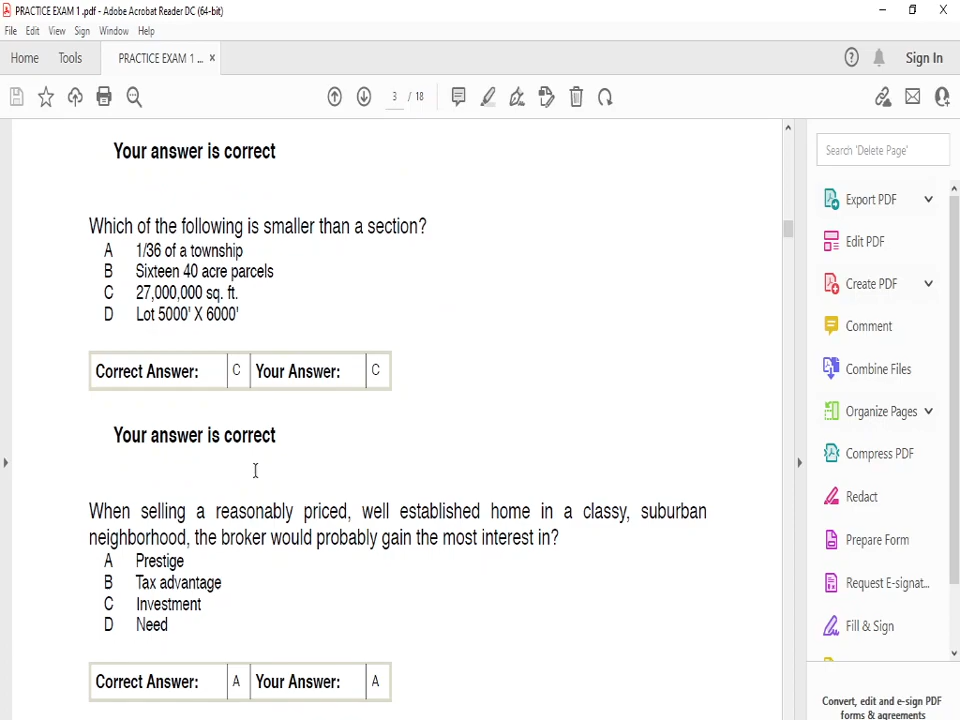 PRACTICE EXAM 1 .pdf - Adobe Acrobat Reader DC (64-bit)
File Edit View Sign Window Help
Home Tools PRACTICE EXAM 1 ... × Sign In
3 / 18
Your answer is correct
Which of the following is smaller than a section?
A 1/36 of a township
B Sixteen 40 acre parcels
C 27,000,000 sq. ft.
D Lot 5000' X 6000'
Correct Answer: C Your Answer: C
Your answer is correct
When selling a reasonably priced, well established home in a classy, suburban
neighborhood, the broker would probably gain the most interest in?
A Prestige
B Tax advantage
C Investment
D Need
Correct Answer: A Your Answer: A
Search 'Delete Page'
Export PDF
Edit PDF
Create PDF
Comment
Combine Files
Organize Pages
Compress PDF
Redact
Prepare Form
Request E-signat...
Fill & Sign
Convert, edit and e-sign PDF
forms & agreements